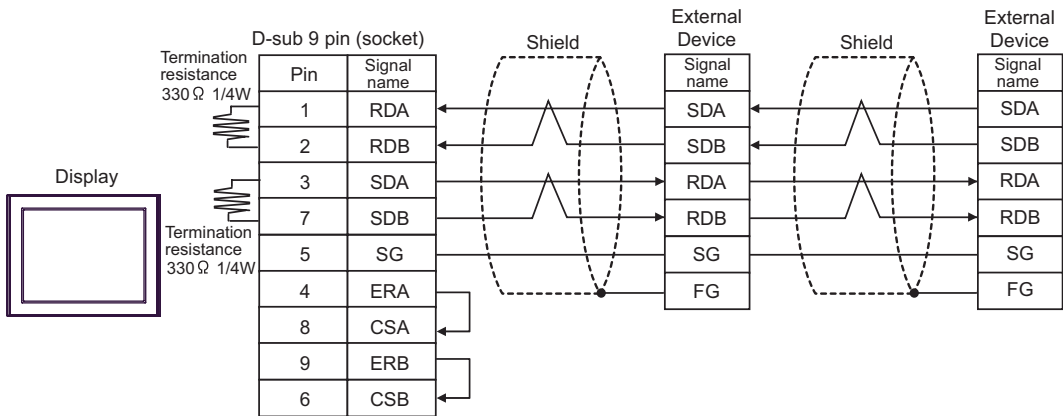 External
Device
External
Device
D-sub 9 pin (socket)
Shield
Shield
Termination
resistance
330 Ω 1/4W
Pin
Signal
name
Signal
name
Signal
name
1
RDA
SDA
SDA
2
RDB
SDB
SDB
3
SDA
RDA
RDA
Display
7
SDB
RDB
RDB
Termination
resistance
330 Ω 1/4W
5
SG
SG
SG
4
ERA
FG
FG
8
CSA
9
ERB
6
CSB